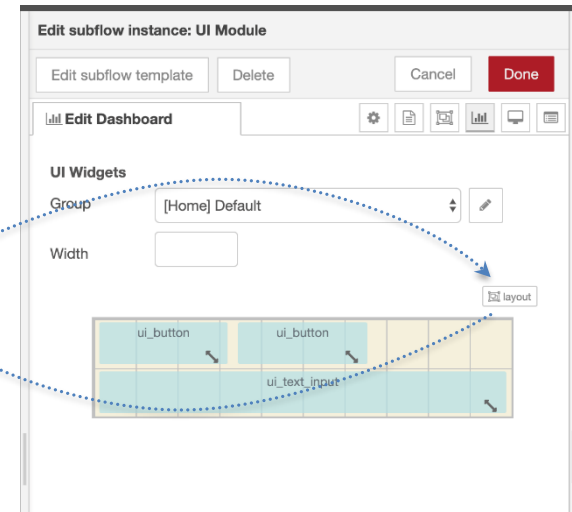 Edit subflow instance: UI Module
Edit subflow template Delete Cancel Done
Edit Dashboard
UI Widgets
Group [Home] Default
Width
layout
ui_button ui_button
ui_text_input